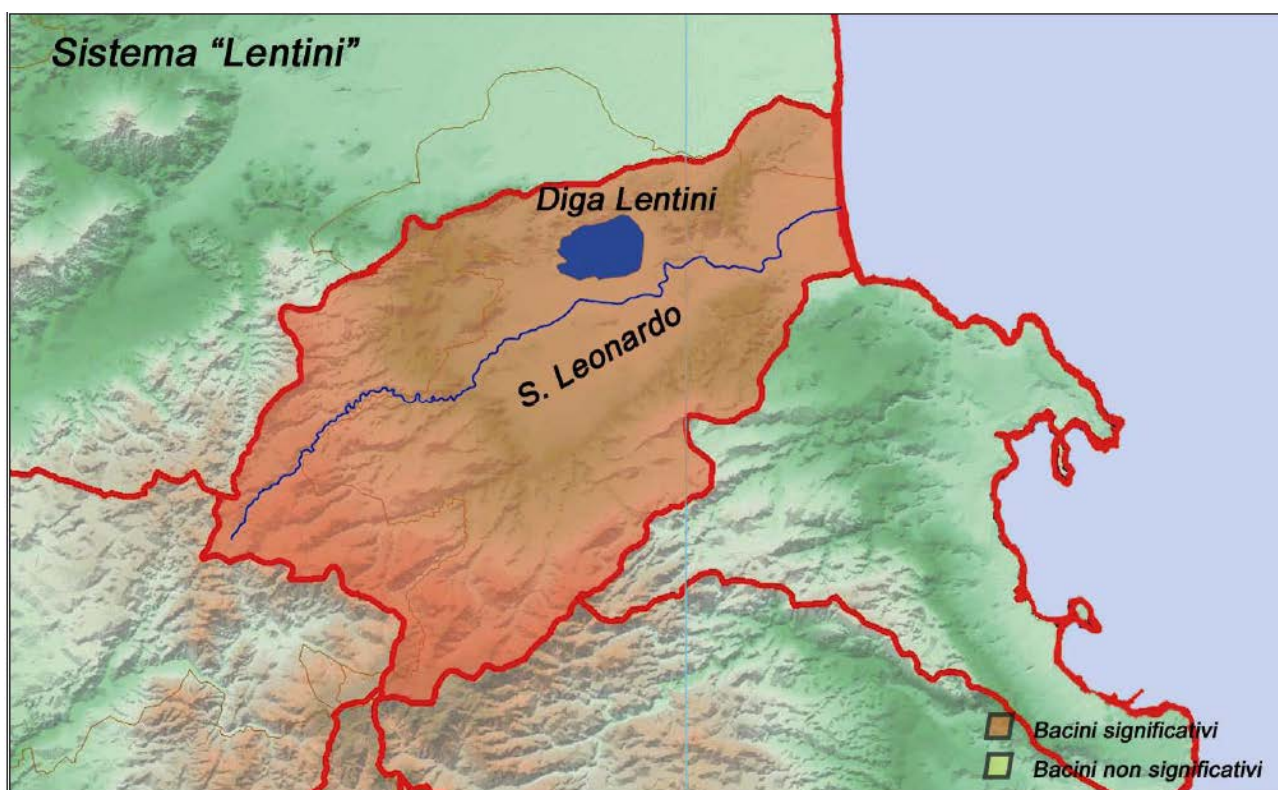 Sistema “Lentini”
Diga Lentini
S. Leonardo
Bacini significativi
Bacini non significativi